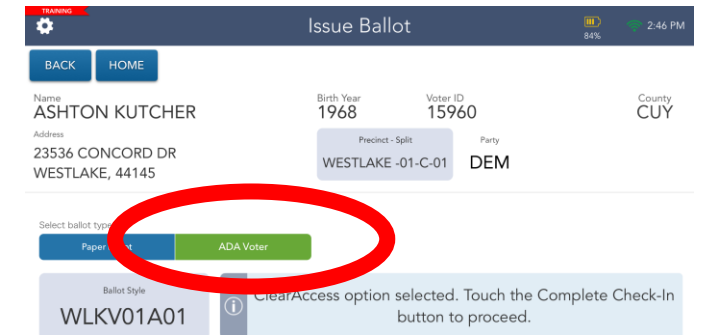 TRAINING
Issue Ballot
84%
2:46 PM
BACK
HOME
Name
ASHTON KUTCHER
Birth Year
1968
Voter ID
15960
County
CUY
Address
23536 CONCORD DR
WESTLAKE, 44145
Precinct - Split
WESTLAKE -01-C-01
Party
DEM
Select ballot type
Paper
ADA Voter
Ballot Style
WLKV01A01
ClearAccess option selected. Touch the Complete Check-In
button to proceed.